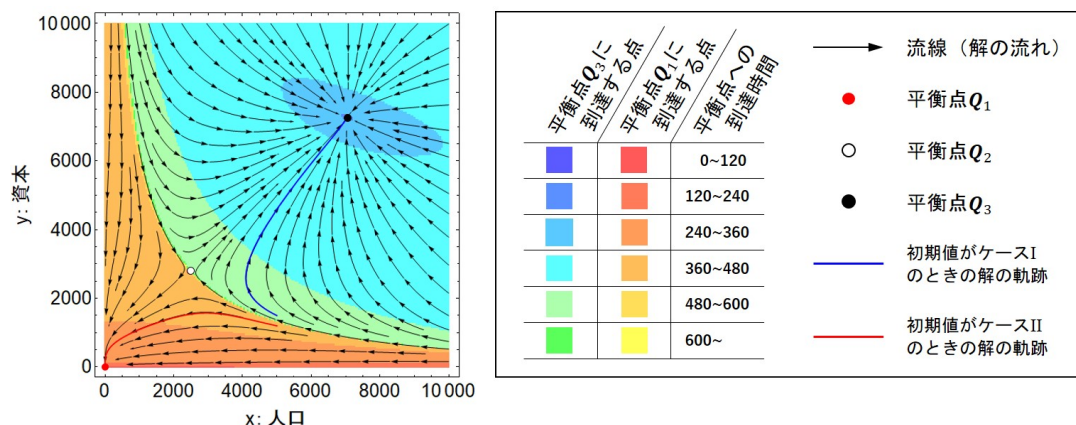 10 000
8000
6000
4000
2000
0
y: 資本
0
2000
4000
6000
8000
10 000
x: 人口
平衡点Q₃に
到達する点
平衡点Q₁に
到達する点
平衡点への
到達時間
0~120
120~240
240~360
360~480
480~600
600~
流線（解の流れ）
平衡点Q₁
平衡点Q₂
平衡点Q₃
初期値がケースI
のときの解の軌跡
初期値がケースII
のときの解の軌跡